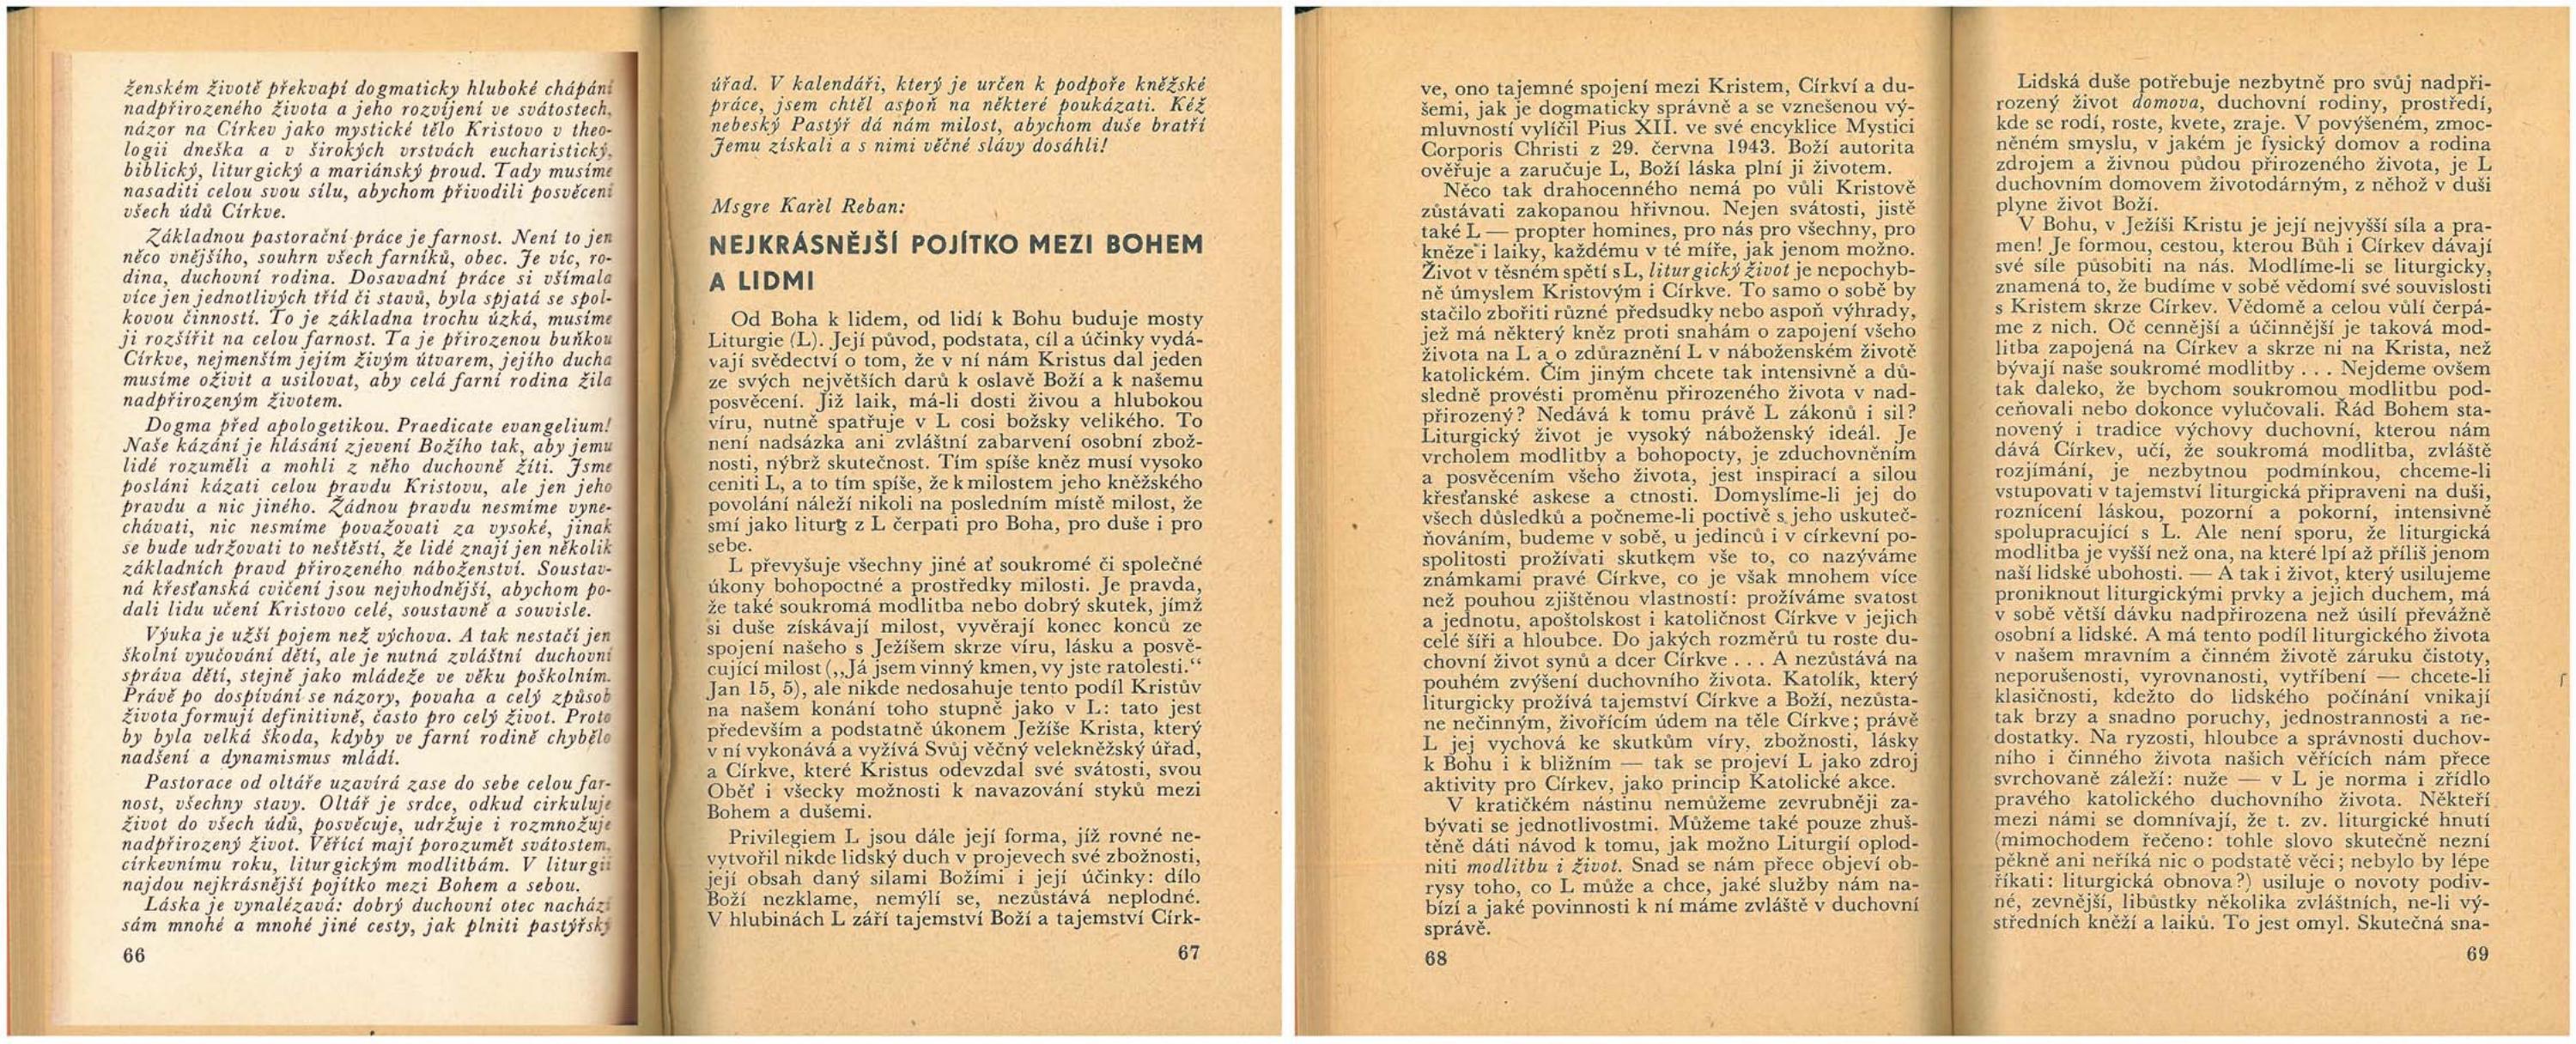 ženském životě překvapí dogmaticky hluboké chápání
nadpřirozeného života a jeho rozvíjení ve svátostech,
názor na Církev jako mystické tělo Kristovo v theo-
logii dneška a v širokých vrstvách eucharistický,
biblický, liturgický a mariánský proud. Tady musíme
nasaditi celou svou sílu, abychom přivodili posvěcení
všech údů Církve.
Základnou pastorační práce je farnost. Není to jen
něco vnějšího, souhrn všech farníků, obec. Je víc, ro-
dina, duchovní rodina. Dosavadní práce si všímala
více jen jednotlivých tříd či stavů, byla spjatá se spol-
kovou činností. To je základna trochu úzká, musíme
ji rozšířit na celou farnost. Ta je přirozenou buňkou
Církve, nejmenším jejím živým útvarem, jejího ducha
musíme oživit a usilovat, aby celá farní rodina žila
nadpřirozeným životem.
Dogma před apologetikou. Praedicate evangelium!
Naše kázání je hlásání zjevení Božího tak, aby jemu
lidé rozuměli a mohli z něho duchovně žíti. Jsme
posláni kázati celou pravdu Kristovu, ale jen jeho
pravdu a nic jiného. Žádnou pravdu nesmíme vyne-
chávati, nic nesmíme považovati za vysoké, jinak
se bude udržovati to neštěstí, že lidé znají jen několik
základních pravd přirozeného náboženství. Soustav-
ná křesťanská cvičení jsou nejvhodnější, abychom po-
dali lidu učení Kristovo celé, soustavně a souvisle.
Výuka je užší pojem než výchova. A tak nestačí jen
školní vyučování dětí, ale je nutná zvláštní duchovní
správa dětí, stejně jako mládeže ve věku poškolním.
Právě po dospívání se názory, povaha a celý způsob
života formují definitivně, často pro celý život. Proto
by byla velká škoda, kdyby ve farní rodině chybělo
nadšení a dynamismus mládí.
Pastorace od oltáře uzavírá zase do sebe celou far-
nost, všechny stavy. Oltář je srdce, odkud cirkuluje
život do všech údů, posvěcuje, udržuje i rozmnožuje
nadpřirozený život. Věřící mají porozumět svátostem,
církevnímu roku, liturgickým modlitbám. V liturgii
najdou nejkrásnější pojítko mezi Bohem a sebou.
Láska je vynalézavá: dobrý duchovní otec nachází
sám mnohé a mnohé jiné cesty, jak plniti pastýřský
66
úřad. V kalendáři, který je určen k podpoře kněžské
práce, jsem chtěl aspoň na některé poukázati. Kéž
nebeský Pastýř dá nám milost, abychom duše bratří
Jemu získali a s nimi věčné slávy dosáhli!
Msgre Karel Reban:
NEJKRÁSNĚJŠÍ POJÍTKO MEZI BOHEM
A LIDMI
Od Boha k lidem, od lidí k Bohu buduje mosty
Liturgie (L). Její původ, podstata, cíl a účinky vydá-
vají svědectví o tom, že v ní nám Kristus dal jeden
ze svých největších darů k oslavě Boží a k našemu
posvěcení. Již laik, má-li dosti živou a hlubokou
víru, nutně spatřuje v L cosi božsky velikého. To
není nadsázka ani zvláštní zabarvení osobní zbož-
nosti, nýbrž skutečnost. Tím spíše kněz musí vysoko
ceniti L, a to tím spíše, že k milostem jeho kněžského
povolání náleží nikoli na posledním místě milost, že
smí jako liturg z L čerpati pro Boha, pro duše i pro
sebe.
L převyšuje všechny jiné ať soukromé či společné
úkony bohopoctné a prostředky milosti. Je pravda,
že také soukromá modlitba nebo dobrý skutek, jímž
si duše získávají milost, vyvěrají konec konců ze
spojení našeho s Ježíšem skrze víru, lásku a posvě-
cující milost („Já jsem vinný kmen, vy jste ratolesti.“
Jan 15, 5), ale nikde nedosahuje tento podíl Kristův
na našem konání toho stupně jako v L: tato jest
především a podstatně úkonem Ježíše Krista, který
v ní vykonává a vyžívá Svůj věčný velekněžský úřad,
a Církve, které Kristus odevzdal své svátosti, svou
Oběť i všecky možnosti k navazování styků mezi
Bohem a dušemi.
Privilegiem L jsou dále její forma, jíž rovné ne-
vytvořil nikde lidský duch v projevech své zbožnosti,
její obsah daný silami Božími i její účinky: dílo
Boží nezklame, nemýlí se, nezůstává neplodné.
V hlubinách L září tajemství Boží a tajemství Círk-
67
ve, ono tajemné spojení mezi Kristem, Církví a du-
šemi, jak je dogmaticky správně a se vznešenou vý-
mluvností vylíčil Pius XII. ve své encyklice Mystici
Corporis Christi z 29. června 1943. Boží autorita
ověřuje a zaručuje L, Boží láska plní ji životem.
Něco tak drahocenného nemá po vůli Kristově
zůstávati zakopanou hřivnou. Nejen svátosti, jistě
také L — propter homines, pro nás pro všechny, pro
kněze i laiky, každému v té míře, jak jenom možno.
Život v těsném spětí s L, liturgický život je nepochyb-
ně úmyslem Kristovým i Církve. To samo o sobě by
stačilo zbořiti různé předsudky nebo aspoň výhrady,
jež má některý kněz proti snahám o zapojení všeho
života na L a o zdůraznění L v náboženském životě
katolickém. Čím jiným chcete tak intensivně a dů-
sledně provésti proměnu přirozeného života v nad-
přirozený? Nedává k tomu právě L zákonů i sil?
Liturgický život je vysoký náboženský ideál. Je
vrcholem modlitby a bohopocty, je zduchovněním
a posvěcením všeho života, jest inspirací a silou
křesťanské askese a ctnosti. Domyslíme-li jej do
všech důsledků a počneme-li poctivě s jeho uskuteč-
ňováním, budeme v sobě, u jedinců i v církevní po-
spolitosti prožívati skutkem vše to, co nazýváme
známkami pravé Církve, co je však mnohem více
než pouhou zjištěnou vlastností: prožíváme svatost
a jednotu, apoštolskost i katoličnost Církve v jejich
celé šíři a hloubce. Do jakých rozměrů tu roste du-
chovní život synů a dcer Církve . . . A nezůstává na
pouhém zvýšení duchovního života. Katolík, který
liturgicky prožívá tajemství Církve a Boží, nezůsta-
ne nečinným, živořícím údem na těle Církve; právě
L jej vychová ke skutkům víry, zbožnosti, lásky
k Bohu i k bližním — tak se projeví L jako zdroj
aktivity pro Církev, jako princip Katolické akce.
V kratičkém nástinu nemůžeme zevrubněji za-
bývati se jednotlivostmi. Můžeme také pouze zhuš-
těně dáti návod k tomu, jak možno Liturgií oplod-
niti modlitbu i život. Snad se nám přece objeví ob-
rysy toho, co L může a chce, jaké služby nám na-
bízí a jaké povinnosti k ní máme zvláště v duchovní
správě.
68
Lidská duše potřebuje nezbytně pro svůj nadpři-
rozený život domova, duchovní rodiny, prostředí,
kde se rodí, roste, kvete, zraje. V povýšeném, zmoc-
něném smyslu, v jakém je fysický domov a rodina
zdrojem a živnou půdou přirozeného života, je L
duchovním domovem životodárným, z něhož v duši
plyne život Boží.
V Bohu, v Ježíši Kristu je její nejvyšší síla a pra-
men! Je formou, cestou, kterou Bůh i Církev dávají
své síle působiti na nás. Modlíme-li se liturgicky,
znamená to, že budíme v sobě vědomí své souvislosti
s Kristem skrze Církev. Vědomě a celou vůlí čerpá-
me z nich. Oč cennější a účinnější je taková mod-
litba zapojená na Církev a skrze ni na Krista, než
bývají naše soukromé modlitby . . . Nejdeme ovšem
tak daleko, že bychom soukromou modlitbu pod-
ceňovali nebo dokonce vylučovali. Řád Bohem sta-
novený i tradice výchovy duchovní, kterou nám
dává Církev, učí, že soukromá modlitba, zvláště
rozjímání, je nezbytnou podmínkou, chceme-li
vstupovati v tajemství liturgická připraveni na duši,
roznícení láskou, pozorní a pokorní, intensivně
spolupracující s L. Ale není sporu, že liturgická
modlitba je vyšší než ona, na které lpí až příliš jenom
naší lidské ubohosti. — A tak i život, který usilujeme
proniknout liturgickými prvky a jejich duchem, má
v sobě větší dávku nadpřirozena než úsilí převážně
osobní a lidské. A má tento podíl liturgického života
v našem mravním a činném životě záruku čistoty,
neporušenosti, vyrovnanosti, vytříbení — chcete-li
klasičnosti, kdežto do lidského počínání vnikají
tak brzy a snadno poruchy, jednostrannosti a ne-
dostatky. Na ryzosti, hloubce a správnosti duchov-
ního i činného života našich věřících nám přece
svrchovaně záleží: nuže — v L je norma i zřídlo
pravého katolického duchovního života. Někteří
mezi námi se domnívají, že t. zv. liturgické hnutí
(mimochodem řečeno: tohle slovo skutečně nezní
pěkně ani neříká nic o podstatě věci; nebylo by lépe
říkati: liturgická obnova?) usiluje o novoty podiv-
né, zevnější, libůstky několika zvláštních, ne-li vý-
středních kněží a laiků. To jest omyl. Skutečná sna-
69